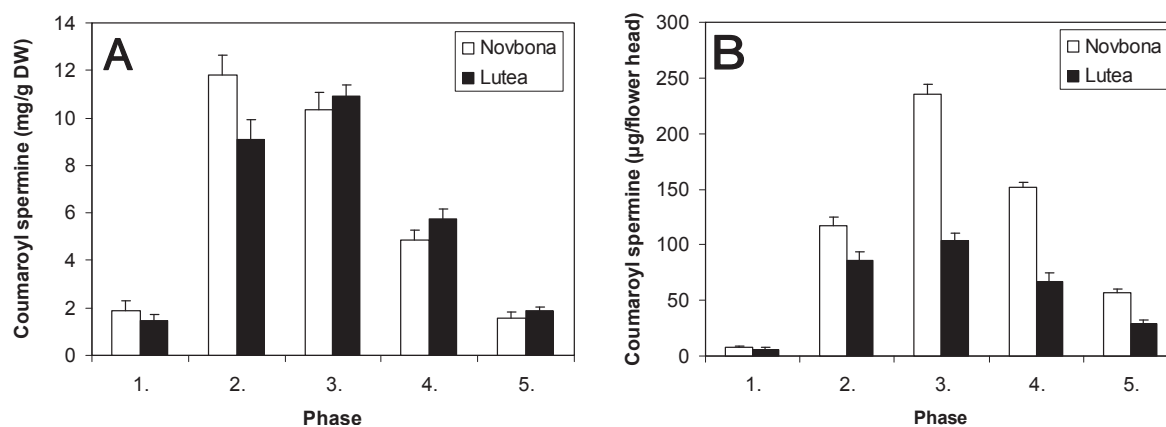 A
Coumaroyl spermine (mg/g DW)
14
12
10
8
6
4
2
0
Novbona
Lutea
1. 2. 3. 4. 5.
Phase
B
Coumaroyl spermine (µg/flower head)
300
250
200
150
100
50
0
Novbona
Lutea
1. 2. 3. 4. 5.
Phase